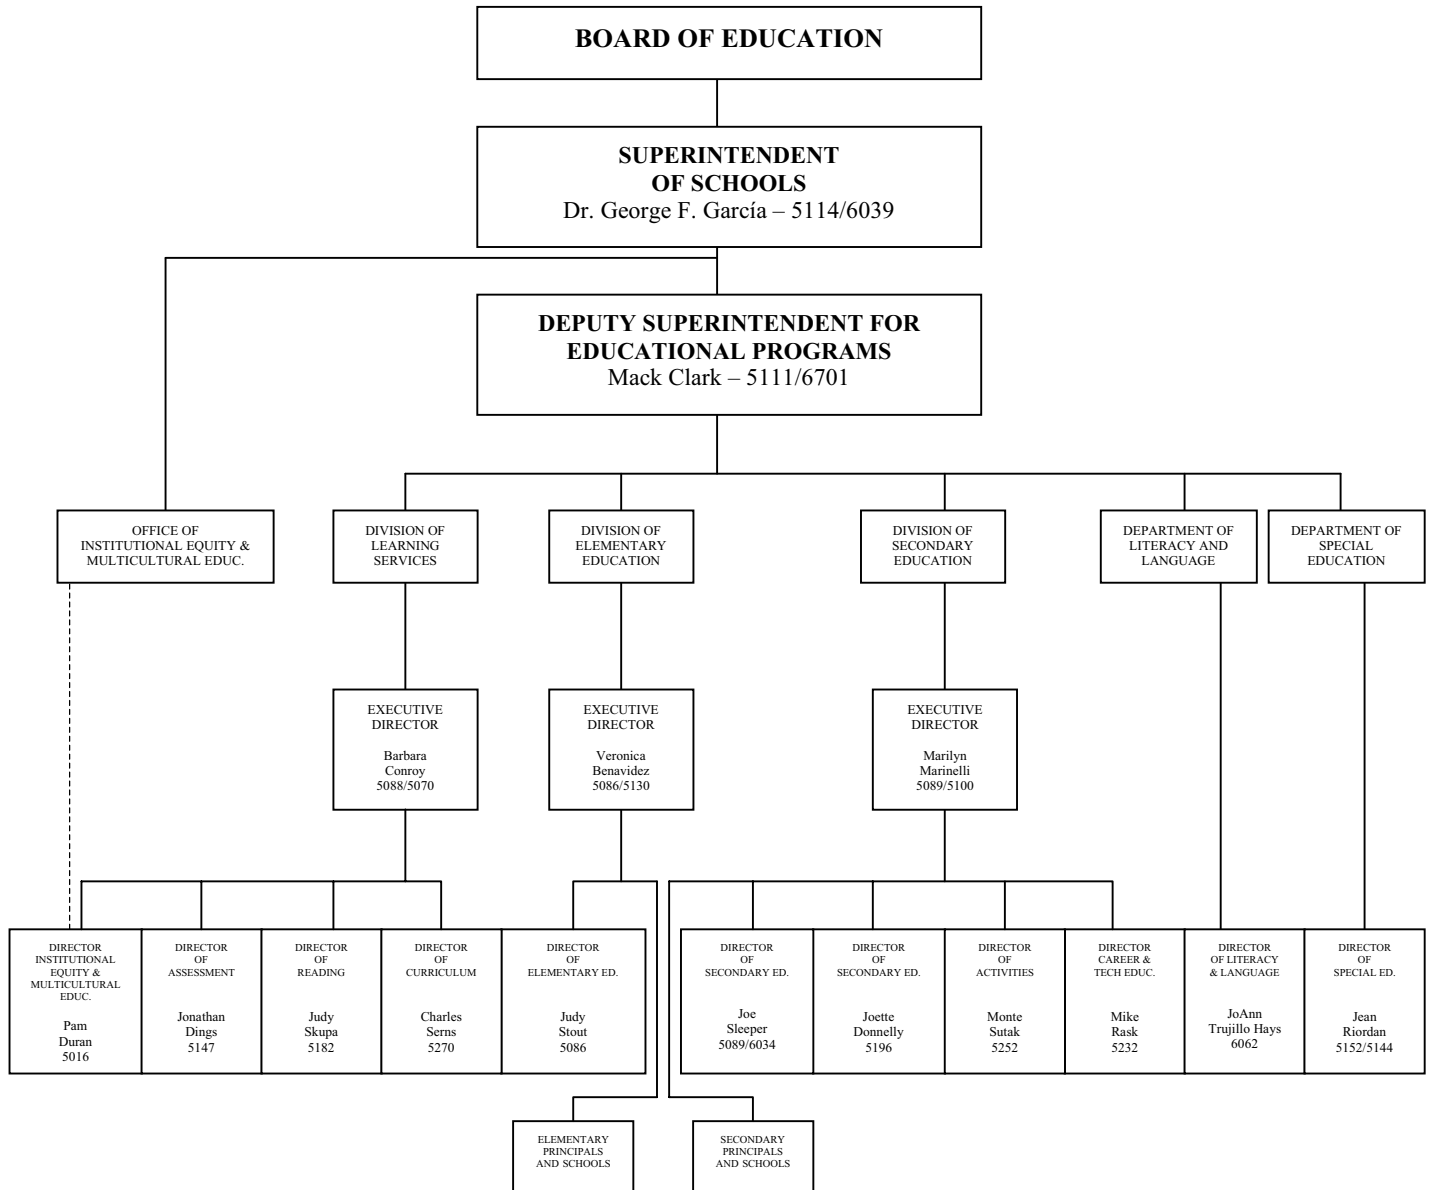 BOARD OF EDUCATION
SUPERINTENDENT
OF SCHOOLS
Dr. George F. García – 5114/6039
DEPUTY SUPERINTENDENT FOR
EDUCATIONAL PROGRAMS
Mack Clark – 5111/6701
OFFICE OF
INSTITUTIONAL EQUITY &
MULTICULTURAL EDUC.
DIVISION OF
LEARNING
SERVICES
DIVISION OF
ELEMENTARY
EDUCATION
DIVISION OF
SECONDARY
EDUCATION
DEPARTMENT OF
LITERACY AND
LANGUAGE
DEPARTMENT OF
SPECIAL
EDUCATION
EXECUTIVE
DIRECTOR
Barbara
Conroy
5088/5070
EXECUTIVE
DIRECTOR
Veronica
Benavidez
5086/5130
EXECUTIVE
DIRECTOR
Marilyn
Marinelli
5089/5100
DIRECTOR
INSTITUTIONAL
EQUITY &
MULTICULTURAL
EDUC.
Pam
Duran
5016
DIRECTOR
OF
ASSESSMENT
Jonathan
Dings
5147
DIRECTOR
OF
READING
Judy
Skupa
5182
DIRECTOR
OF
CURRICULUM
Charles
Serns
5270
DIRECTOR
OF
ELEMENTARY ED.
Judy
Stout
5086
DIRECTOR
OF
SECONDARY ED.
Joe
Sleeper
5089/6034
DIRECTOR
OF
SECONDARY ED.
Joette
Donnelly
5196
DIRECTOR
OF
ACTIVITIES
Monte
Sutak
5252
DIRECTOR
CAREER &
TECH EDUC.
Mike
Rask
5232
DIRECTOR
OF LITERACY
& LANGUAGE
JoAnn
Trujillo Hays
6062
DIRECTOR
OF
SPECIAL ED.
Jean
Riordan
5152/5144
ELEMENTARY
PRINCIPALS
AND SCHOOLS
SECONDARY
PRINCIPALS
AND SCHOOLS